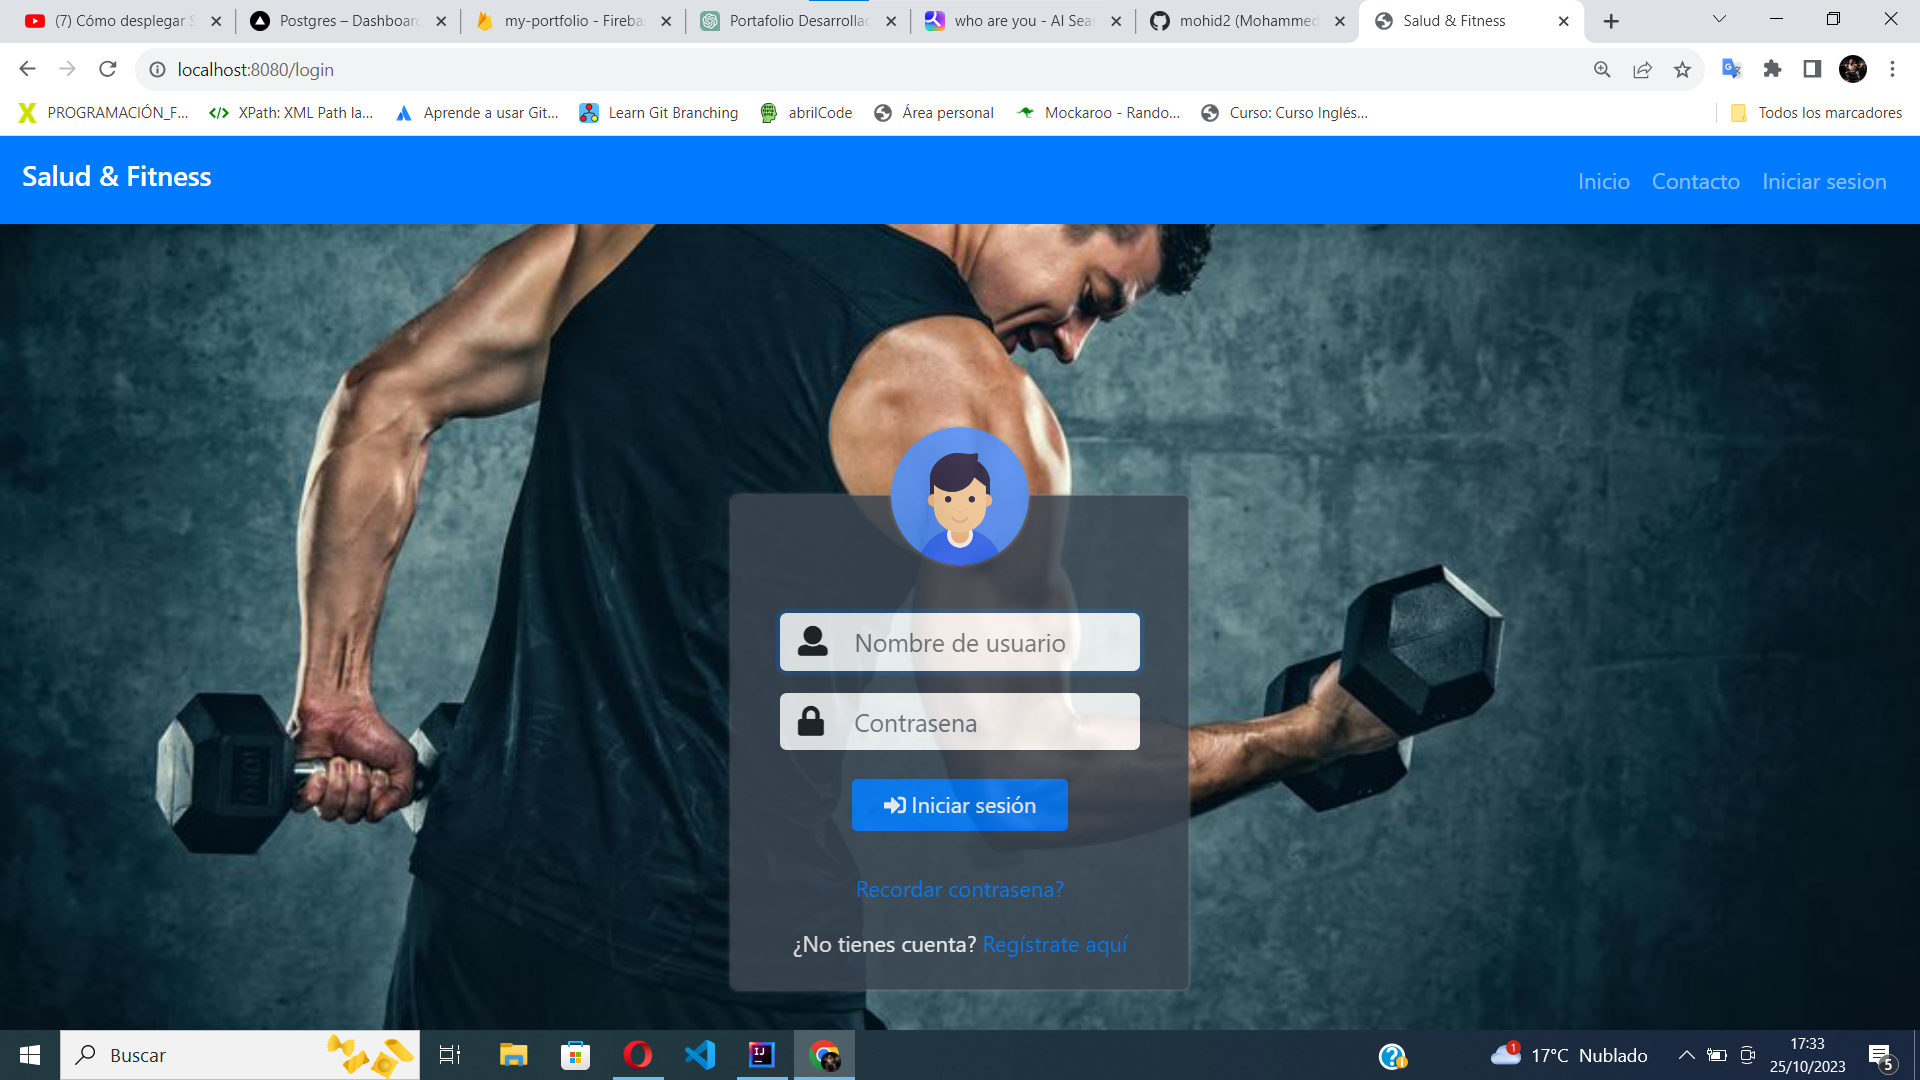 (7) Cómo desplegar S
Postgres – Dashboard
my-portfolio - Fireba
Portafolio Desarrollad
who are you - AI Sear
mohid2 (Mohammed
Salud & Fitness
localhost:8080/login
PROGRAMACIÓN_F...
XPath: XML Path la...
Aprende a usar Git...
Learn Git Branching
abrilCode
Área personal
Mockaroo - Rando...
Curso: Curso Inglés...
Todos los marcadores
Salud & Fitness
Inicio
Contacto
Iniciar sesion
Nombre de usuario
Contrasena
Iniciar sesión
Recordar contrasena?
¿No tienes cuenta? Regístrate aquí
Buscar
1
17°C Nublado
17:33
25/10/2023
5